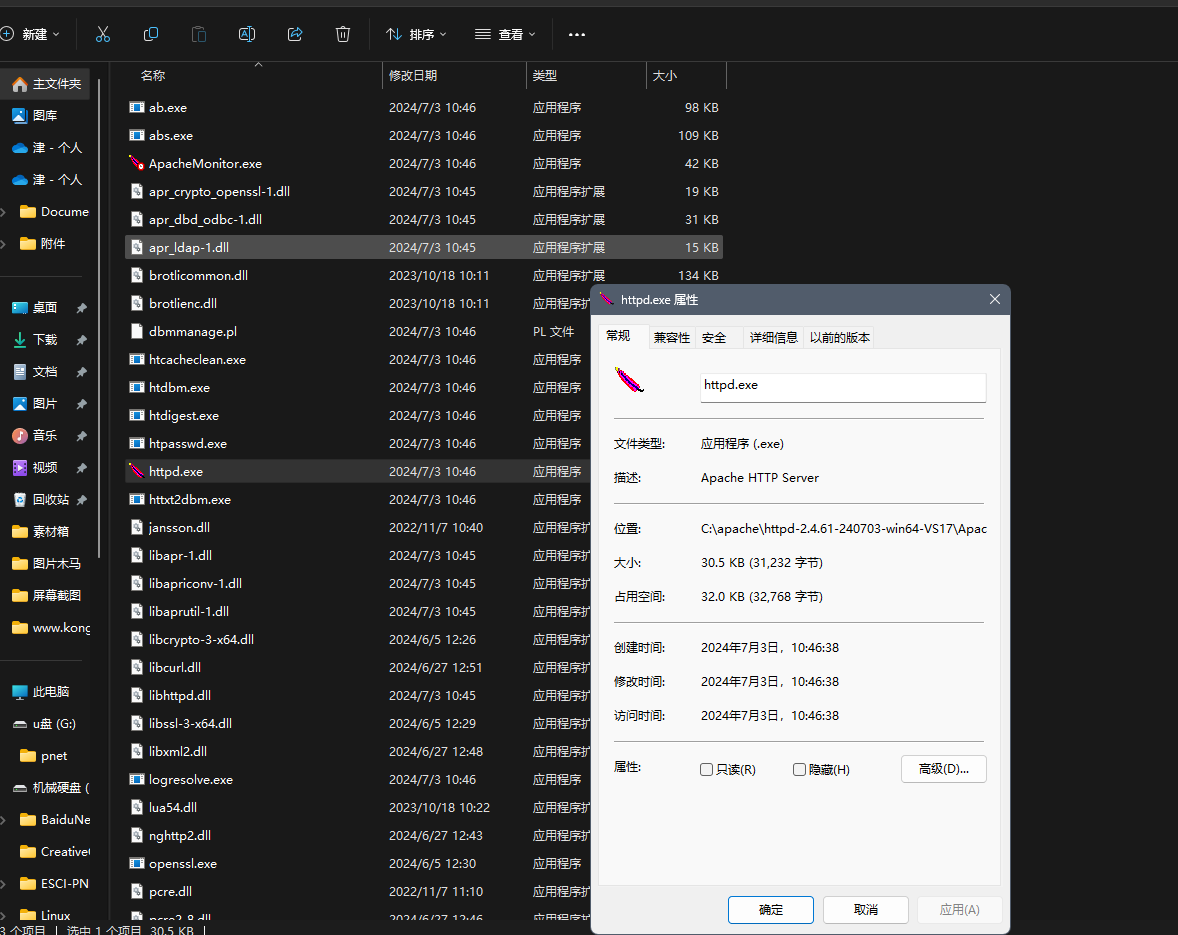 新建
排序
查看
名称
修改日期
类型
大小
主文件夹
图库
津 - 个人
津 - 个人
Docume
附件
桌面
下载
文档
图片
音乐
视频
回收站
素材箱
图片木马
屏幕截图
www.kong
此电脑
u盘 (G:)
pnet
机械硬盘 (
BaiduNe
Creative
ESCI-PN
Linux
ab.exe 2024/7/3 10:46 应用程序 98 KB
abs.exe 2024/7/3 10:46 应用程序 109 KB
ApacheMonitor.exe 2024/7/3 10:46 应用程序 42 KB
apr_crypto_openssl-1.dll 2024/7/3 10:45 应用程序扩展 19 KB
apr_dbd_odbc-1.dll 2024/7/3 10:45 应用程序扩展 31 KB
apr_ldap-1.dll 2024/7/3 10:45 应用程序扩展 15 KB
brotlicommon.dll 2023/10/18 10:11 应用程序扩展 134 KB
brotlienc.dll 2023/10/18 10:11 应用程序扩
dbmmanage.pl 2024/7/3 10:46 PL 文件
htcacheclean.exe 2024/7/3 10:46 应用程序
htdbm.exe 2024/7/3 10:46 应用程序
htdigest.exe 2024/7/3 10:46 应用程序
htpasswd.exe 2024/7/3 10:46 应用程序
httpd.exe 2024/7/3 10:46 应用程序
httxt2dbm.exe 2024/7/3 10:46 应用程序
jansson.dll 2022/11/7 10:40 应用程序扩
libapr-1.dll 2024/7/3 10:45 应用程序扩
libapriconv-1.dll 2024/7/3 10:45 应用程序扩
libaprutil-1.dll 2024/7/3 10:45 应用程序扩
libcrypto-3-x64.dll 2024/6/5 12:26 应用程序扩
libcurl.dll 2024/6/27 12:51 应用程序扩
libhttpd.dll 2024/7/3 10:45 应用程序扩
libssl-3-x64.dll 2024/6/5 12:29 应用程序扩
libxml2.dll 2024/6/27 12:48 应用程序扩
logresolve.exe 2024/7/3 10:46 应用程序
lua54.dll 2023/10/18 10:22 应用程序扩
nghttp2.dll 2024/6/27 12:43 应用程序扩
openssl.exe 2024/6/5 12:30 应用程序
pcre.dll 2022/11/7 11:10 应用程序扩
pcre2-8.dll 2024/6/27 12:46 应用程序扩
3 个项目 | 选中 1 个项目 30.5 KB |
httpd.exe 属性
常规 兼容性 安全 详细信息 以前的版本
httpd.exe
文件类型: 应用程序 (.exe)
描述: Apache HTTP Server
位置: C:\apache\httpd-2.4.61-240703-win64-VS17\Apac
大小: 30.5 KB (31,232 字节)
占用空间: 32.0 KB (32,768 字节)
创建时间: 2024年7月3日，10:46:38
修改时间: 2024年7月3日，10:46:38
访问时间: 2024年7月3日，10:46:38
属性: 只读(R) 隐藏(H) 高级(D)...
确定 取消 应用(A)